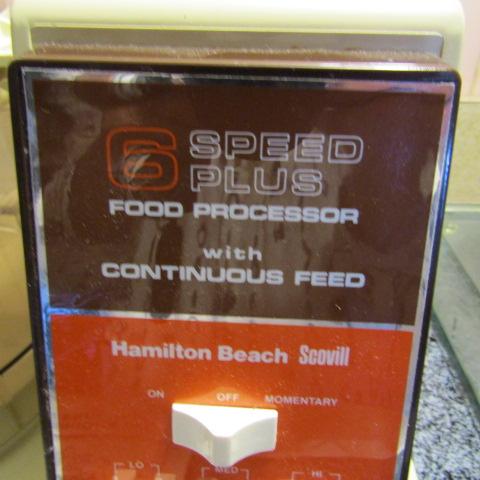 6 SPEED
PLUS
FOOD PROCESSOR
with
CONTINUOUS FEED
Hamilton Beach Scovill
ON OFF MOMENTARY
LO MED HI